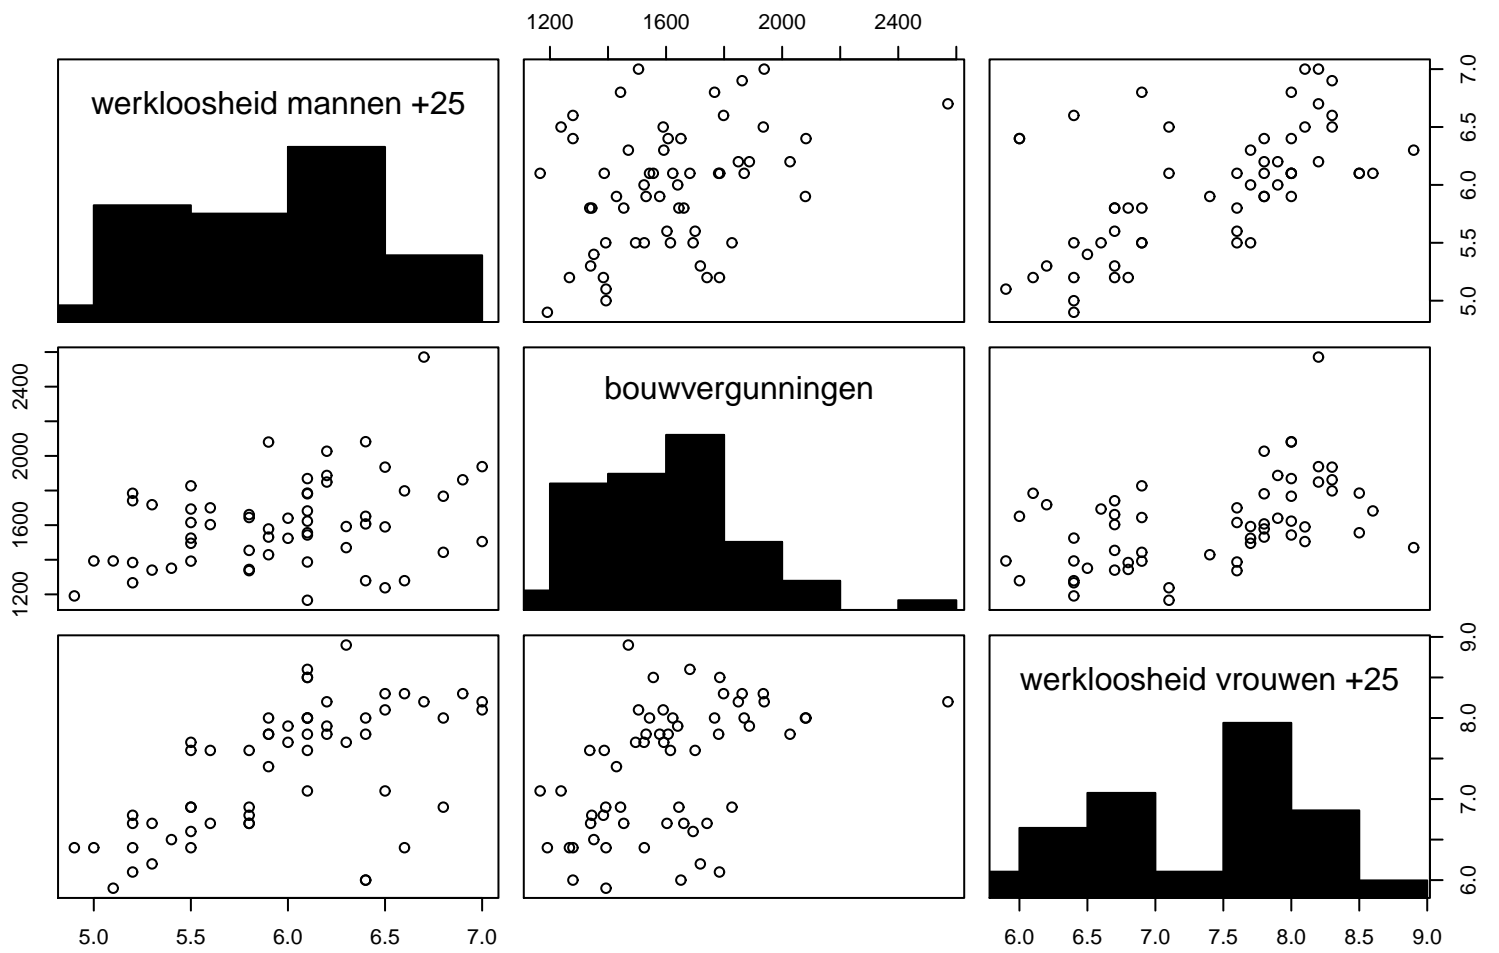 1200 1600 2000 2400
werkloosheid mannen +25
5.0 5.5 6.0 6.5 7.0
1200 1600 2000 2400
bouwvergunningen
werkloosheid vrouwen +25
6.0 7.0 8.0 9.0
5.0 5.5 6.0 6.5 7.0
6.0 6.5 7.0 7.5 8.0 8.5 9.0